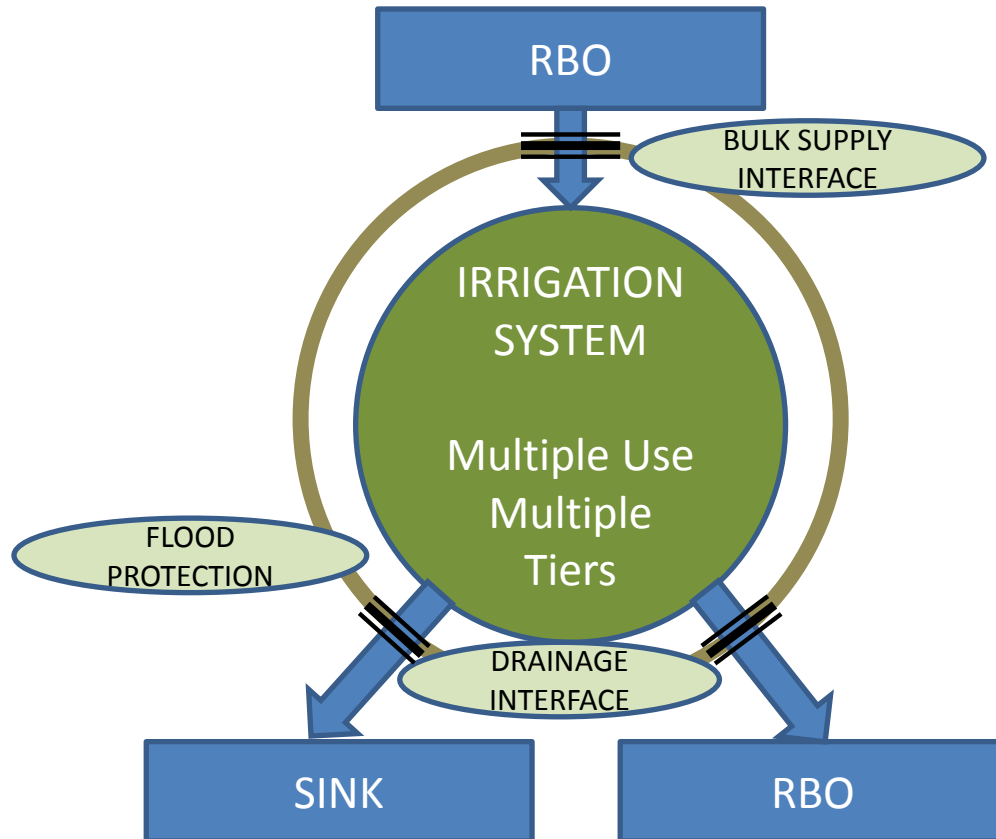 RBO
BULK SUPPLY
INTERFACE
IRRIGATION
SYSTEM
Multiple Use
Multiple
Tiers
FLOOD
PROTECTION
DRAINAGE
INTERFACE
SINK
RBO